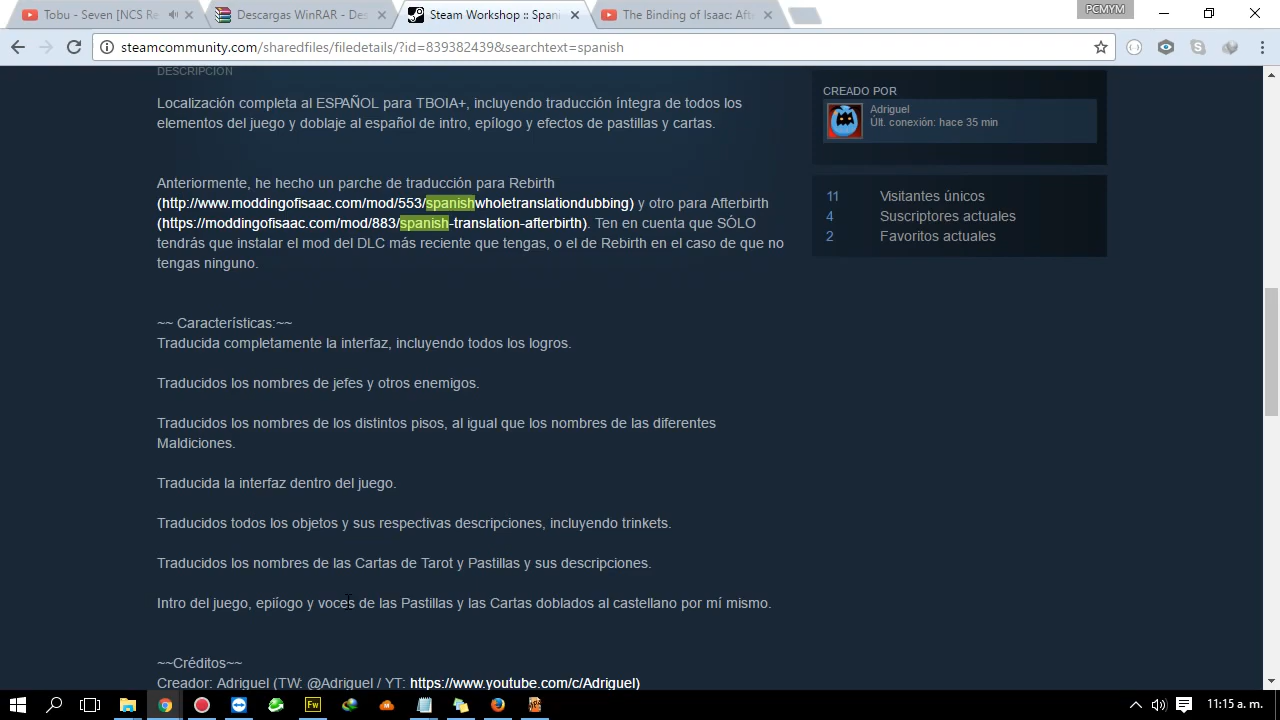 Tobu - Seven [NCS Re
Descargas WinRAR - Des
Steam Workshop :: Spani
The Binding of Isaac: Aft
PCMYM
steamcommunity.com/sharedfiles/filedetails/?id=839382439&searchtext=spanish
DESCRIPCIÓN
Localización completa al ESPAÑOL para TBOIA+, incluyendo traducción íntegra de todos los
elementos del juego y doblaje al español de intro, epílogo y efectos de pastillas y cartas.
Anteriormente, he hecho un parche de traducción para Rebirth
(http://www.moddingofisaac.com/mod/553/spanishwholetranslationdubbing) y otro para Afterbirth
(https://moddingofisaac.com/mod/883/spanish-translation-afterbirth). Ten en cuenta que SÓLO
tendrás que instalar el mod del DLC más reciente que tengas, o el de Rebirth en el caso de que no
tengas ninguno.
~~ Características:~~
Traducida completamente la interfaz, incluyendo todos los logros.
Traducidos los nombres de jefes y otros enemigos.
Traducidos los nombres de los distintos pisos, al igual que los nombres de las diferentes
Maldiciones.
Traducida la interfaz dentro del juego.
Traducidos todos los objetos y sus respectivas descripciones, incluyendo trinkets.
Traducidos los nombres de las Cartas de Tarot y Pastillas y sus descripciones.
Intro del juego, epílogo y voces de las Pastillas y las Cartas doblados al castellano por mí mismo.
~~Créditos~~
Creador: Adriguel (TW: @Adriguel / YT: https://www.youtube.com/c/Adriguel)
CREADO POR
Adriguel
Últ. conexión: hace 35 min
11 Visitantes únicos
4 Suscriptores actuales
2 Favoritos actuales
Fw
11:15 a. m.